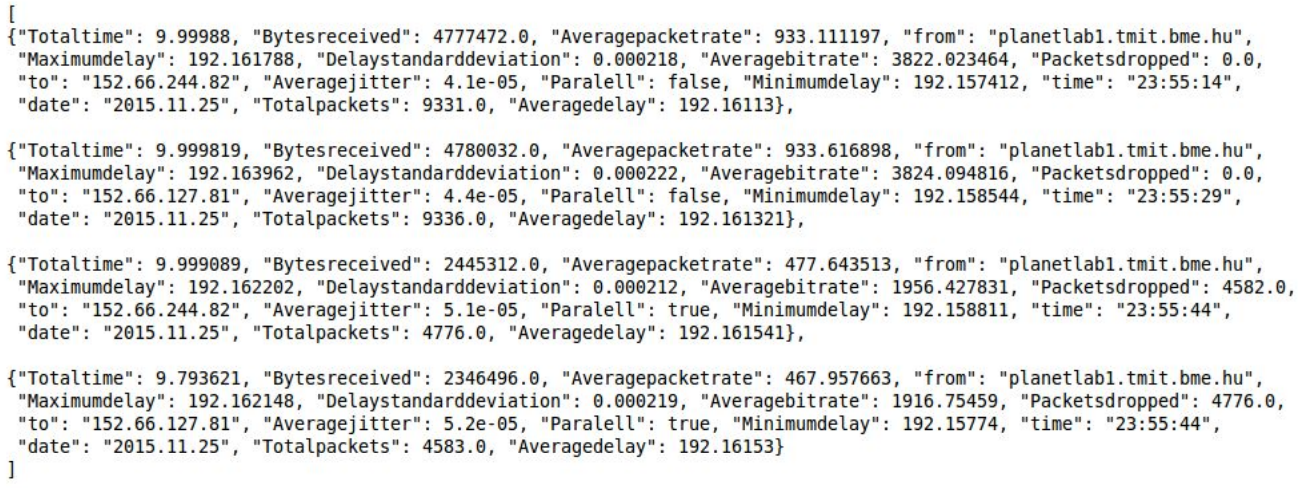 [
{"Totaltime": 9.99988, "Bytesreceived": 4777472.0, "Averagepacketrate": 933.111197, "from": "planetlab1.tmit.bme.hu",
"Maximumdelay": 192.161788, "Delaystandarddeviation": 0.000218, "Averagebitrate": 3822.023464, "Packetsdropped": 0.0,
"to": "152.66.244.82", "Averagejitter": 4.1e-05, "Paralell": false, "Minimumdelay": 192.157412, "time": "23:55:14",
"date": "2015.11.25", "Totalpackets": 9331.0, "Averagedelay": 192.16113},
{"Totaltime": 9.999819, "Bytesreceived": 4780032.0, "Averagepacketrate": 933.616898, "from": "planetlab1.tmit.bme.hu",
"Maximumdelay": 192.163962, "Delaystandarddeviation": 0.000222, "Averagebitrate": 3824.094816, "Packetsdropped": 0.0,
"to": "152.66.127.81", "Averagejitter": 4.4e-05, "Paralell": false, "Minimumdelay": 192.158544, "time": "23:55:29",
"date": "2015.11.25", "Totalpackets": 9336.0, "Averagedelay": 192.161321},
{"Totaltime": 9.999089, "Bytesreceived": 2445312.0, "Averagepacketrate": 477.643513, "from": "planetlab1.tmit.bme.hu",
"Maximumdelay": 192.162202, "Delaystandarddeviation": 0.000212, "Averagebitrate": 1956.427831, "Packetsdropped": 4582.0,
"to": "152.66.244.82", "Averagejitter": 5.1e-05, "Paralell": true, "Minimumdelay": 192.158811, "time": "23:55:44",
"date": "2015.11.25", "Totalpackets": 4776.0, "Averagedelay": 192.161541},
{"Totaltime": 9.793621, "Bytesreceived": 2346496.0, "Averagepacketrate": 467.957663, "from": "planetlab1.tmit.bme.hu",
"Maximumdelay": 192.162148, "Delaystandarddeviation": 0.000219, "Averagebitrate": 1916.75459, "Packetsdropped": 4776.0,
"to": "152.66.127.81", "Averagejitter": 5.2e-05, "Paralell": true, "Minimumdelay": 192.15774, "time": "23:55:44",
"date": "2015.11.25", "Totalpackets": 4583.0, "Averagedelay": 192.16153}
]